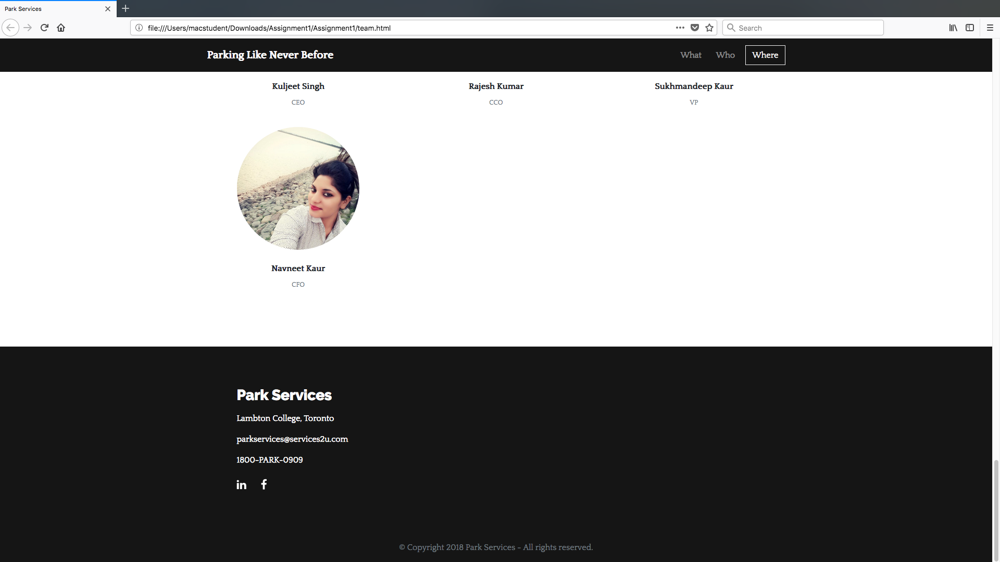 Park Services
file:///Users/macstudent/Downloads/Assignment1/Assignment1/team.html
Search
Parking Like Never Before
What
Who
Where
Kuljeet Singh
Rajesh Kumar
Sukhmandeep Kaur
CEO
CCO
VP
Navneet Kaur
CFO
Park Services
Lambton College, Toronto
parkservices@services2u.com
1800-PARK-0909
in f
© Copyright 2018 Park Services - All rights reserved.